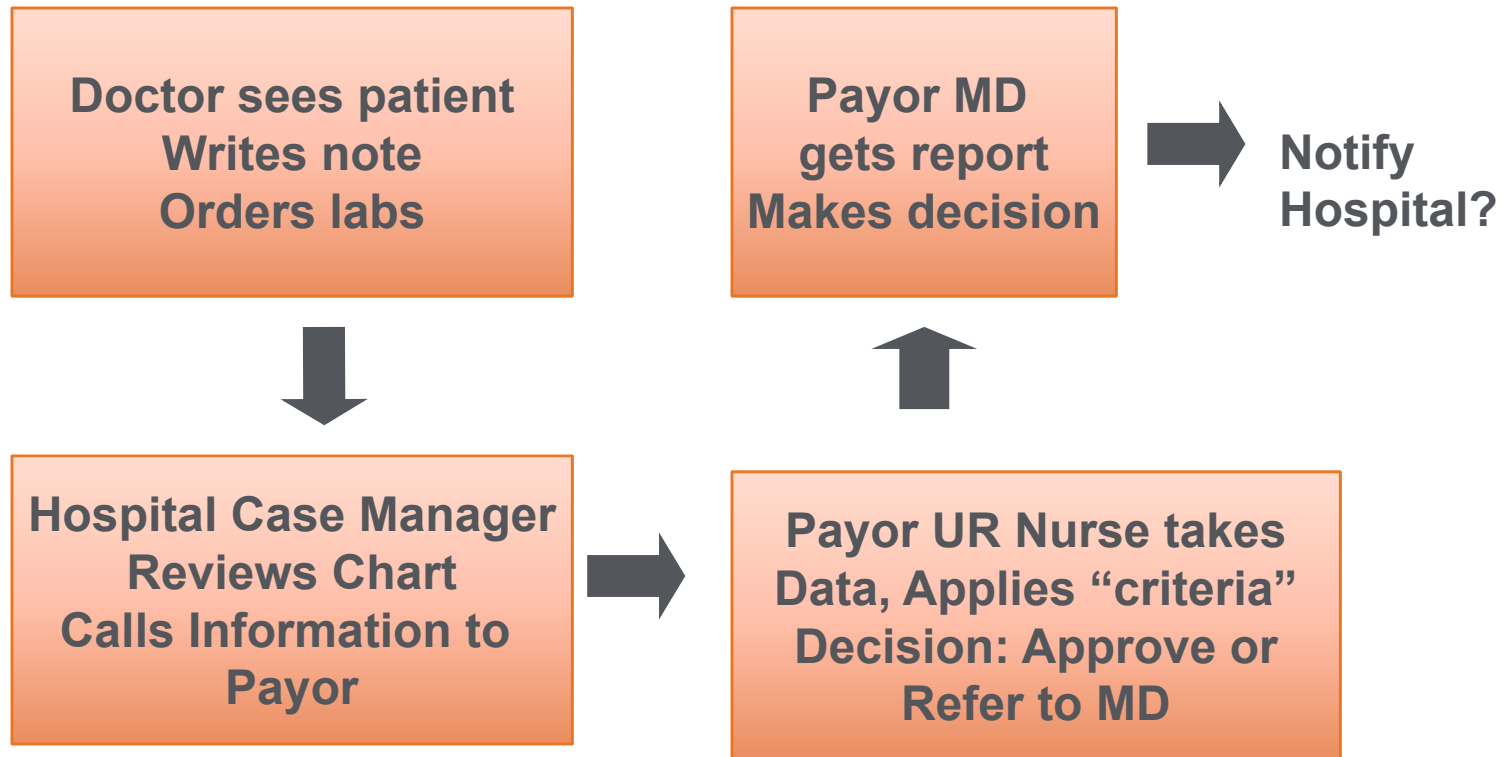 Doctor sees patient
Writes note
Orders labs
Hospital Case Manager
Reviews Chart
Calls Information to
Payor
Payor UR Nurse takes
Data, Applies “criteria”
Decision: Approve or
Refer to MD
Payor MD
gets report
Makes decision
Notify
Hospital?